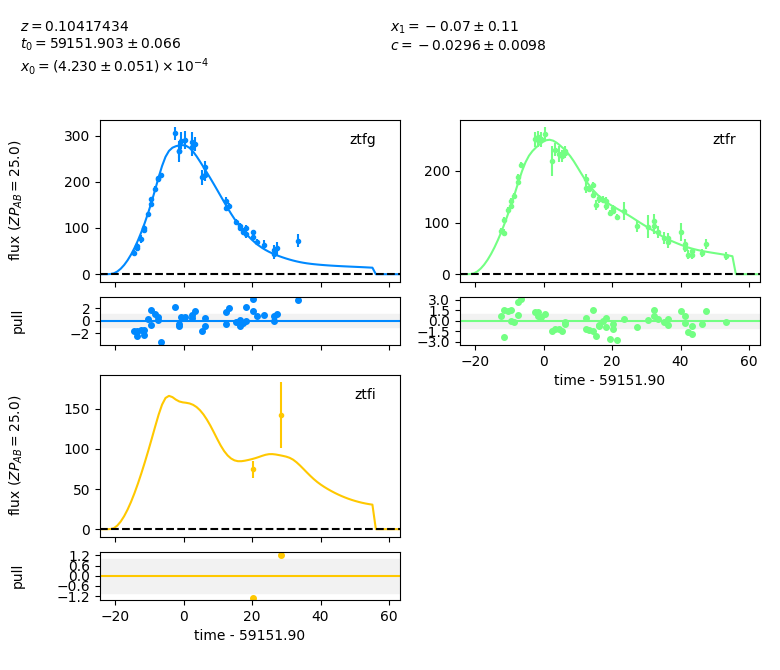 z = 0.10417434
t₀ = 59151.903 ± 0.066
x₀ = (4.230 ± 0.051) × 10⁻⁴
x₁ = −0.07 ± 0.11
c = −0.0296 ± 0.0098
flux (ZP_AB = 25.0)
300
200
100
0
ztfg
200
100
0
ztfr
pull
2
0
−2
3.0
1.5
0.0
−1.5
−3.0
−20 0 20 40 60
time - 59151.90
flux (ZP_AB = 25.0)
150
100
50
0
ztfi
pull
1.2
0.6
0.0
−0.6
−1.2
−20 0 20 40 60
time - 59151.90